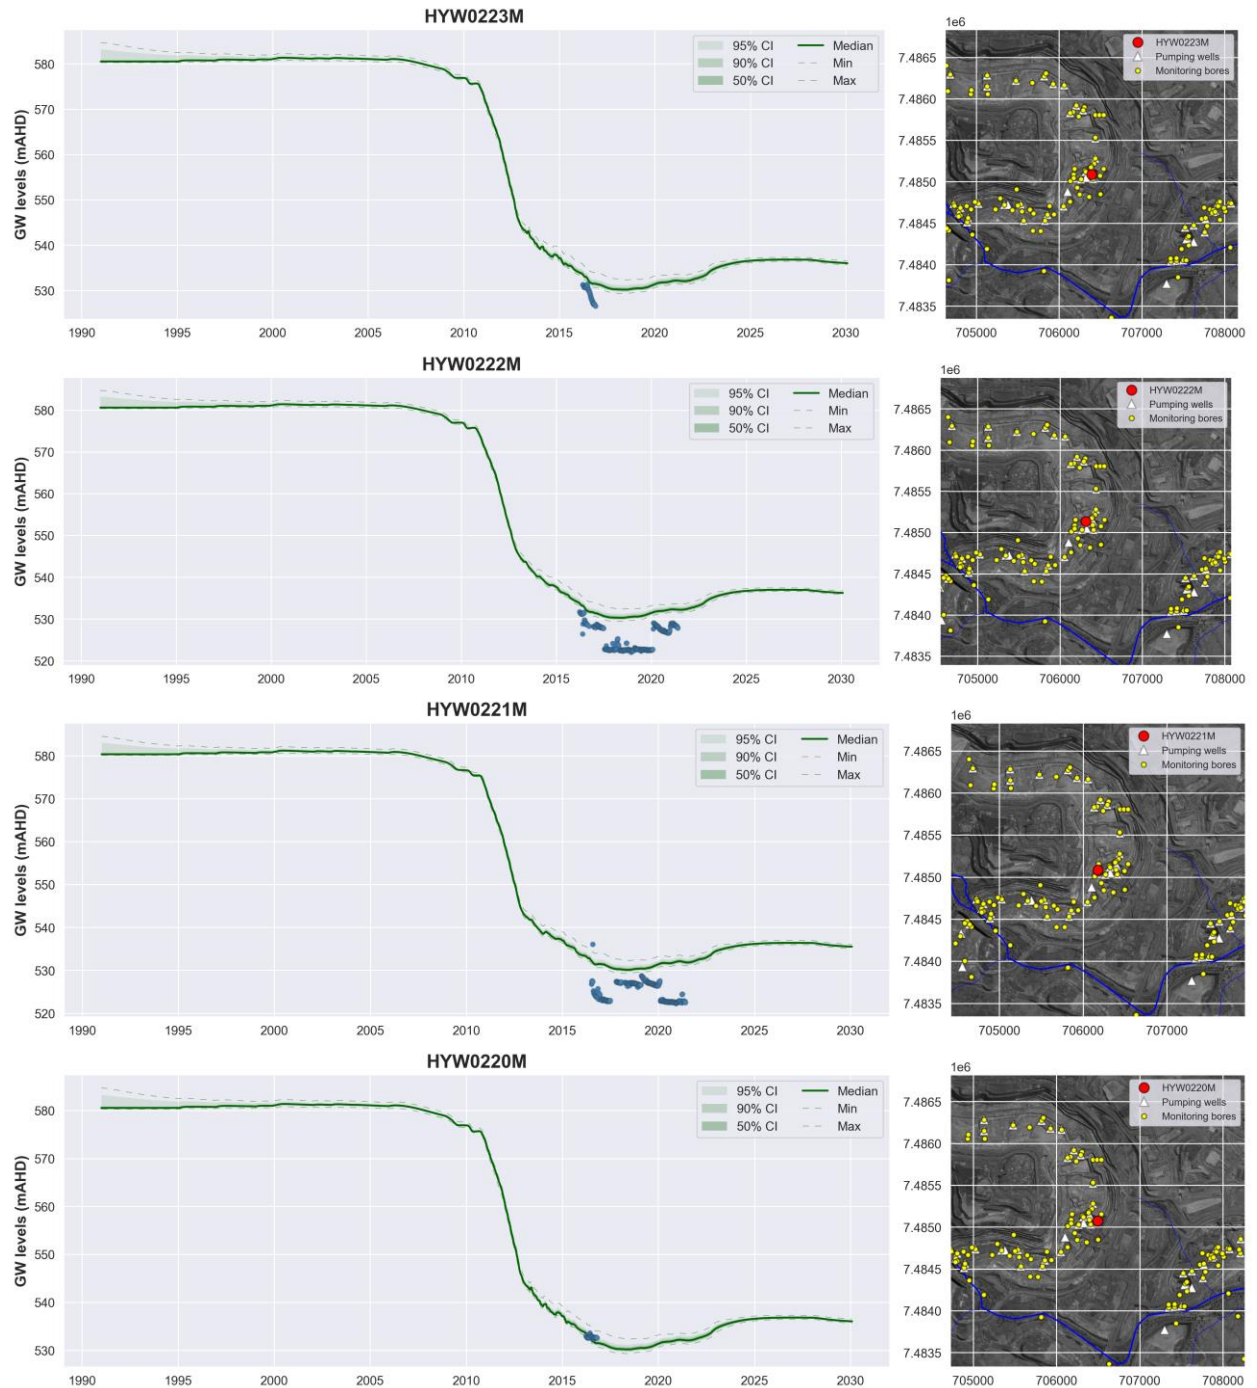 HYW0223M
1e6
GW levels (mAHD)
580
570
560
550
540
530
1990
1995
2000
2005
2010
2015
2020
2025
2030
95% CI
90% CI
50% CI
Median
Min
Max
7.4865
7.4860
7.4855
7.4850
7.4845
7.4840
7.4835
705000
706000
707000
708000
HYW0223M
Pumping wells
Monitoring bores
HYW0222M
1e6
GW levels (mAHD)
580
570
560
550
540
530
520
1990
1995
2000
2005
2010
2015
2020
2025
2030
95% CI
90% CI
50% CI
Median
Min
Max
7.4865
7.4860
7.4855
7.4850
7.4845
7.4840
7.4835
705000
706000
707000
708000
HYW0222M
Pumping wells
Monitoring bores
HYW0221M
1e6
GW levels (mAHD)
580
570
560
550
540
530
520
1990
1995
2000
2005
2010
2015
2020
2025
2030
95% CI
90% CI
50% CI
Median
Min
Max
7.4865
7.4860
7.4855
7.4850
7.4845
7.4840
7.4835
705000
706000
707000
HYW0221M
Pumping wells
Monitoring bores
HYW0220M
1e6
GW levels (mAHD)
580
570
560
550
540
530
1990
1995
2000
2005
2010
2015
2020
2025
2030
95% CI
90% CI
50% CI
Median
Min
Max
7.4865
7.4860
7.4855
7.4850
7.4845
7.4840
7.4835
705000
706000
707000
708000
HYW0220M
Pumping wells
Monitoring bores